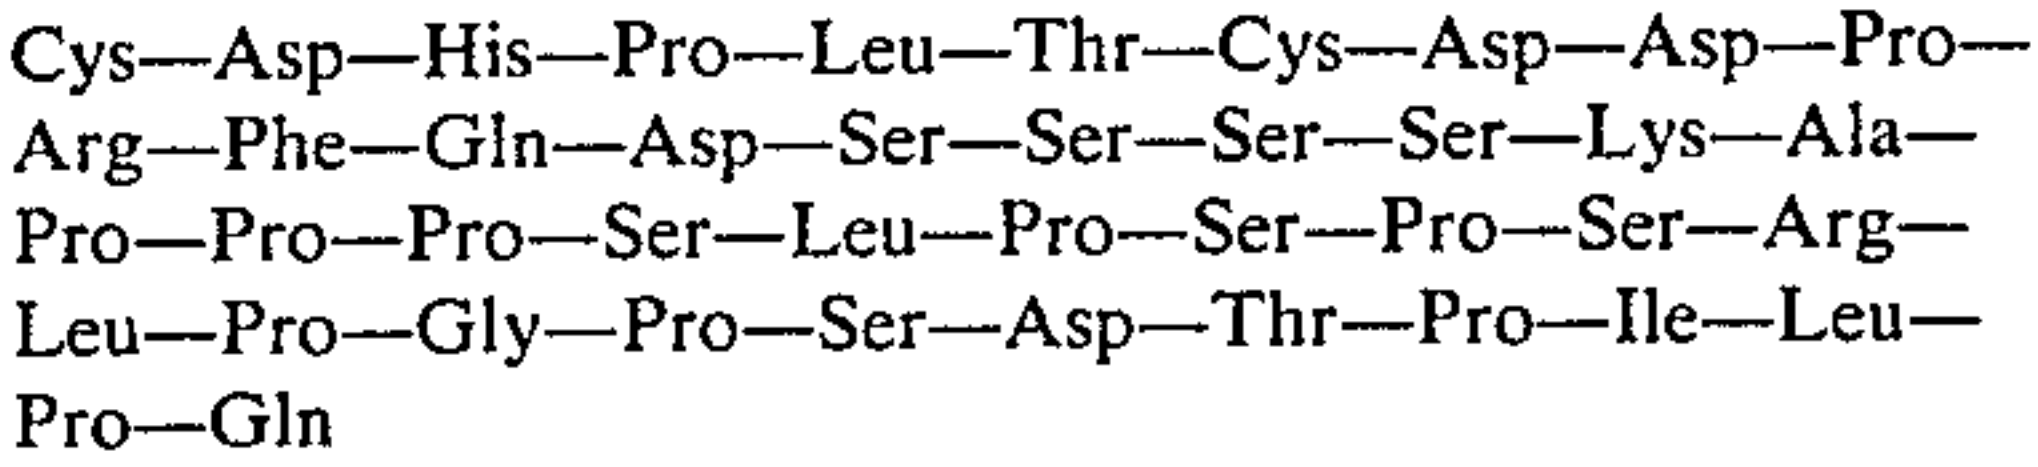 Cys—Asp—His—Pro—Leu—Thr—Cys—Asp—Asp—Pro—
Arg—Phe—Gln—Asp—Ser—Ser—Ser—Ser—Lys—Ala—
Pro—Pro—Pro—Ser—Leu—Pro—Ser—Pro—Ser—Arg—
Leu—Pro—Gly—Pro—Ser—Asp—Thr—Pro—Ile—Leu—
Pro—Gln